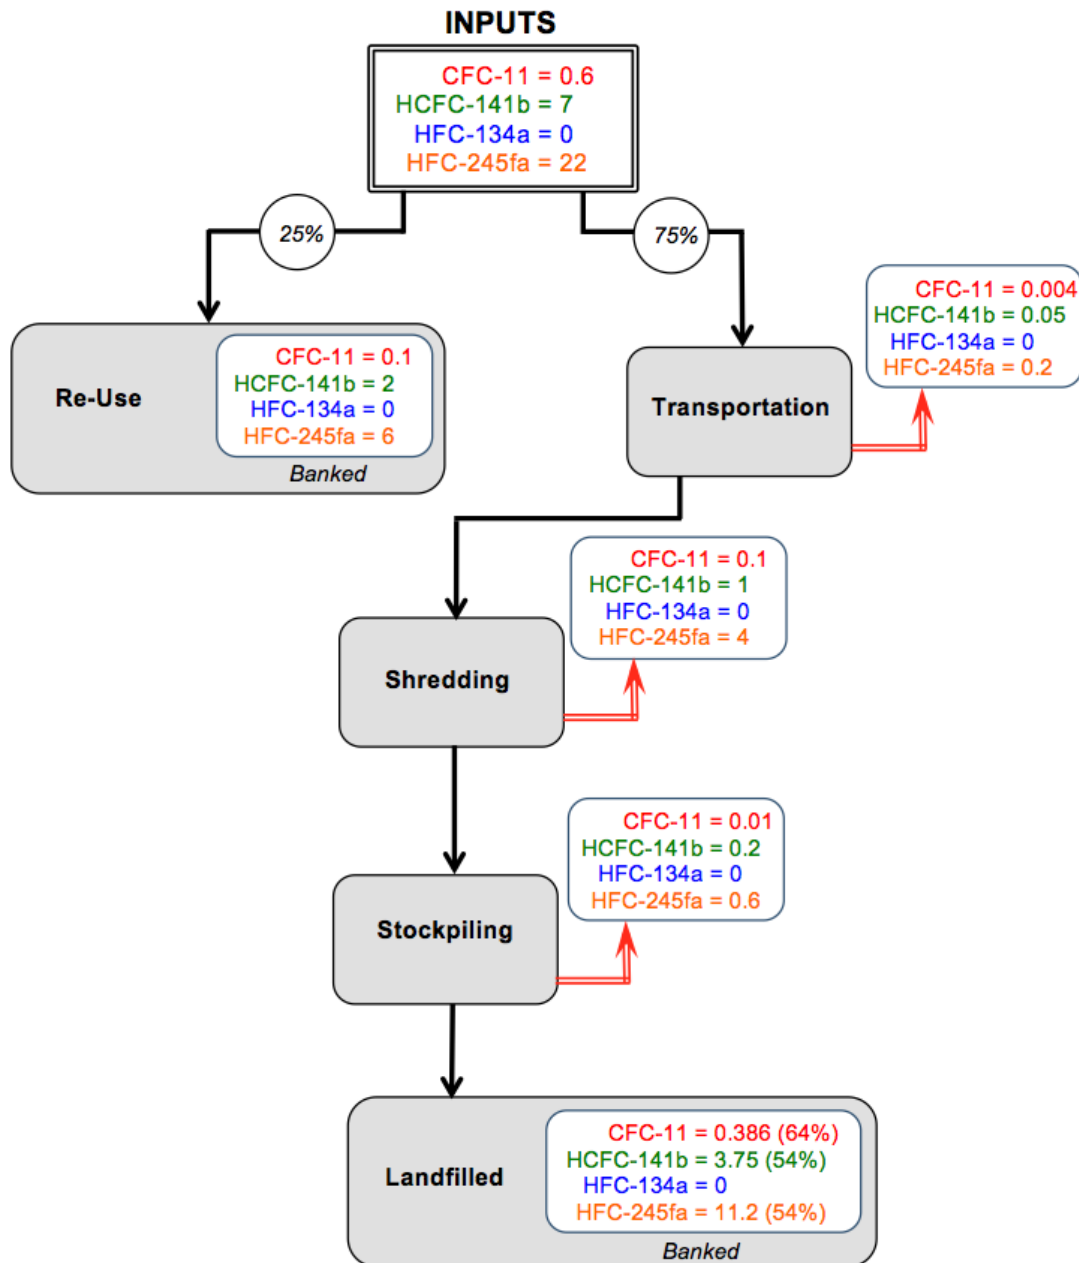 INPUTS
CFC-11 = 0.6
HCFC-141b = 7
HFC-134a = 0
HFC-245fa = 22
25%
75%
CFC-11 = 0.004
HCFC-141b = 0.05
HFC-134a = 0
HFC-245fa = 0.2
Re-Use
CFC-11 = 0.1
HCFC-141b = 2
HFC-134a = 0
HFC-245fa = 6
Banked
Transportation
CFC-11 = 0.1
HCFC-141b = 1
HFC-134a = 0
HFC-245fa = 4
Shredding
CFC-11 = 0.01
HCFC-141b = 0.2
HFC-134a = 0
HFC-245fa = 0.6
Stockpiling
Landfilled
CFC-11 = 0.386 (64%)
HCFC-141b = 3.75 (54%)
HFC-134a = 0
HFC-245fa = 11.2 (54%)
Banked